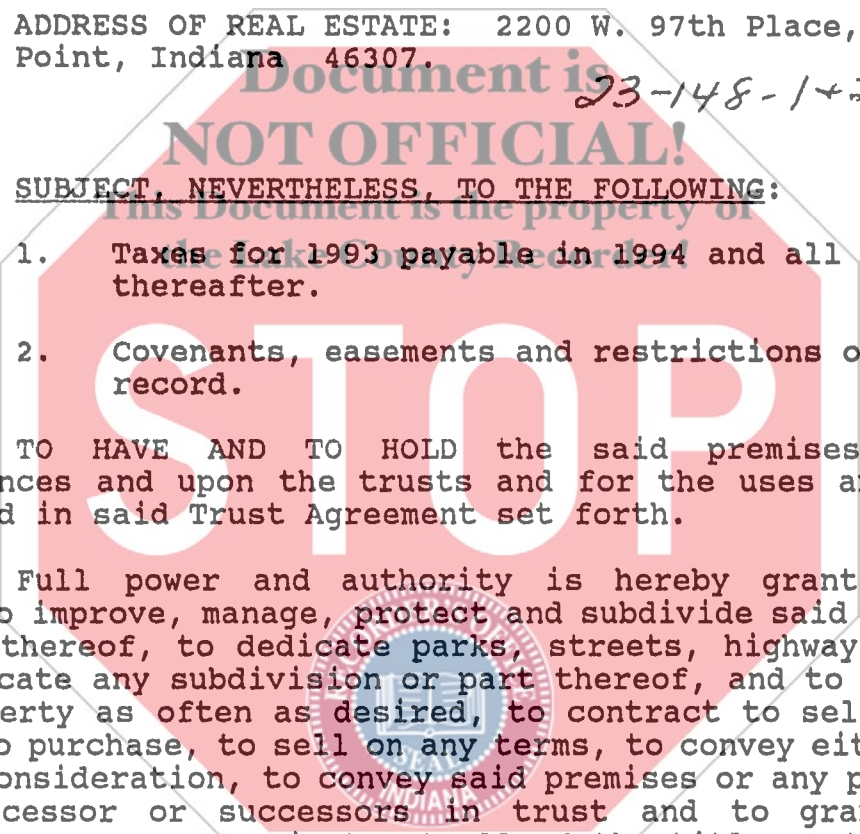 ADDRESS OF REAL ESTATE: 2200 W. 97th Place,
Point, Indiana 46307.
Document is
23-148-1+
NOT OFFICIAL!
SUBJECT, NEVERTHELESS, TO THE FOLLOWING:
This Document is the property of
the Lake County Recorder!
1. Taxes for 1993 payable in 1994 and all
thereafter.
STOP
2. Covenants, easements and restrictions o
record.
TO HAVE AND TO HOLD the said premises
nces and upon the trusts and for the uses a
d in said Trust Agreement set forth.
Full power and authority is hereby grant
o improve, manage, protect and subdivide said
thereof, to dedicate parks, streets, highway
cate any subdivision or part thereof, and to
erty as often as desired, to contract to sel
o purchase, to sell on any terms, to convey eit
onsideration, to convey said premises or any p
cessor or successors in trust and to gra
SEAL
INDIANA